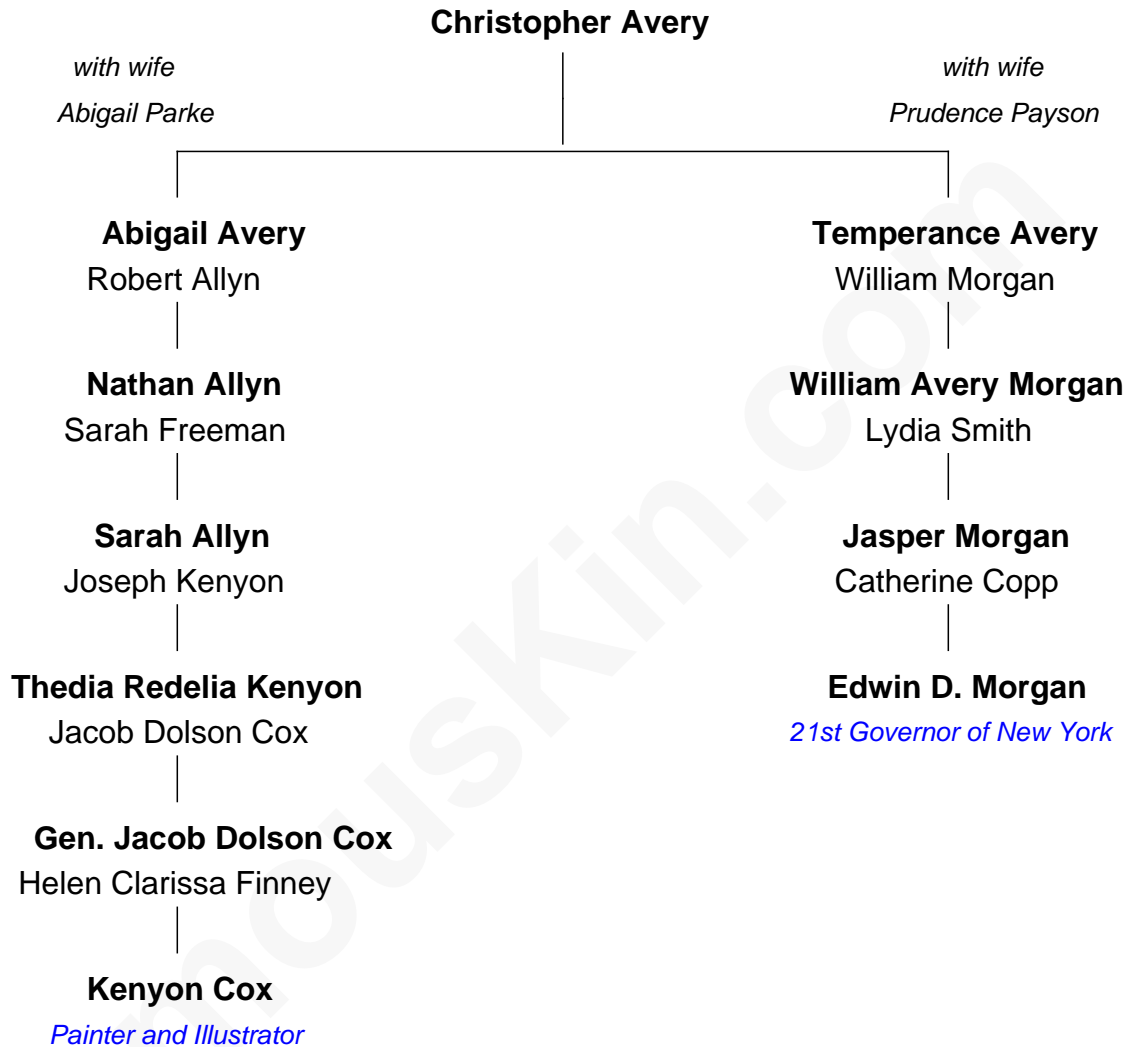 Christopher Avery
with wife
Abigail Parke
with wife
Prudence Payson
Abigail Avery
Robert Allyn
Temperance Avery
William Morgan
Nathan Allyn
Sarah Freeman
William Avery Morgan
Lydia Smith
Sarah Allyn
Joseph Kenyon
Jasper Morgan
Catherine Copp
Thedia Redelia Kenyon
Jacob Dolson Cox
Edwin D. Morgan
21st Governor of New York
Gen. Jacob Dolson Cox
Helen Clarissa Finney
Kenyon Cox
Painter and Illustrator
mouskin.com